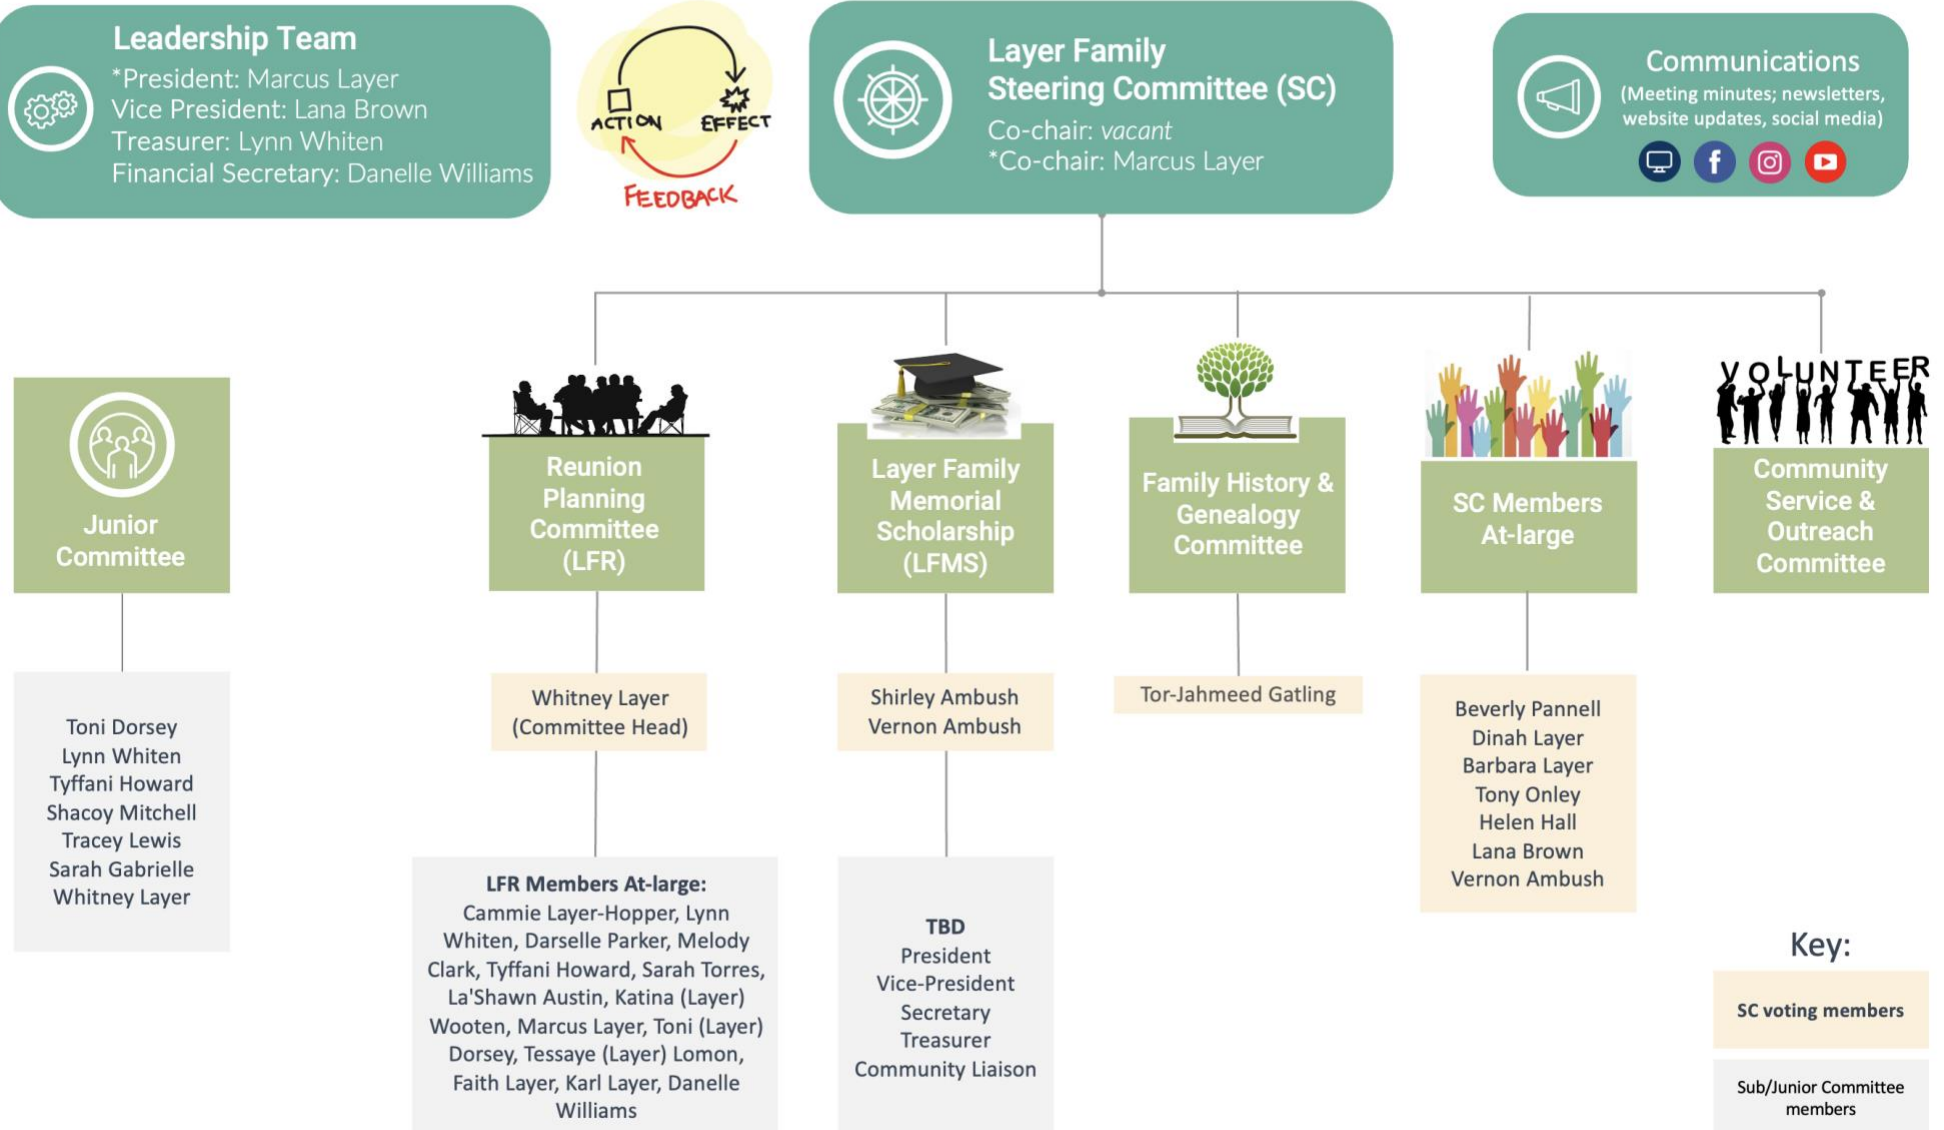 Leadership Team
*President: Marcus Layer
Vice President: Lana Brown
Treasurer: Lynn Whiten
Financial Secretary: Danelle Williams
ACTION
EFFECT
FEEDBACK
Layer Family
Steering Committee (SC)
Co-chair: vacant
*Co-chair: Marcus Layer
Communications
(Meeting minutes; newsletters,
website updates, social media)
f
Junior
Committee
Toni Dorsey
Lynn Whiten
Tyffani Howard
Shacoy Mitchell
Tracey Lewis
Sarah Gabrielle
Whitney Layer
Reunion
Planning
Committee
(LFR)
Whitney Layer
(Committee Head)
LFR Members At-large:
Cammie Layer-Hopper, Lynn
Whiten, Darselle Parker, Melody
Clark, Tyffani Howard, Sarah Torres,
La'Shawn Austin, Katina (Layer)
Wooten, Marcus Layer, Toni (Layer)
Dorsey, Tessaye (Layer) Lomon,
Faith Layer, Karl Layer, Danelle
Williams
Layer Family
Memorial
Scholarship
(LFMS)
Shirley Ambush
Vernon Ambush
TBD
President
Vice-President
Secretary
Treasurer
Community Liaison
Family History &
Genealogy
Committee
Tor-Jahmeed Gatling
SC Members
At-large
Beverly Pannell
Dinah Layer
Barbara Layer
Tony Onley
Helen Hall
Lana Brown
Vernon Ambush
VOLUNTEER
Community
Service &
Outreach
Committee
Key:
SC voting members
Sub/Junior Committee
members